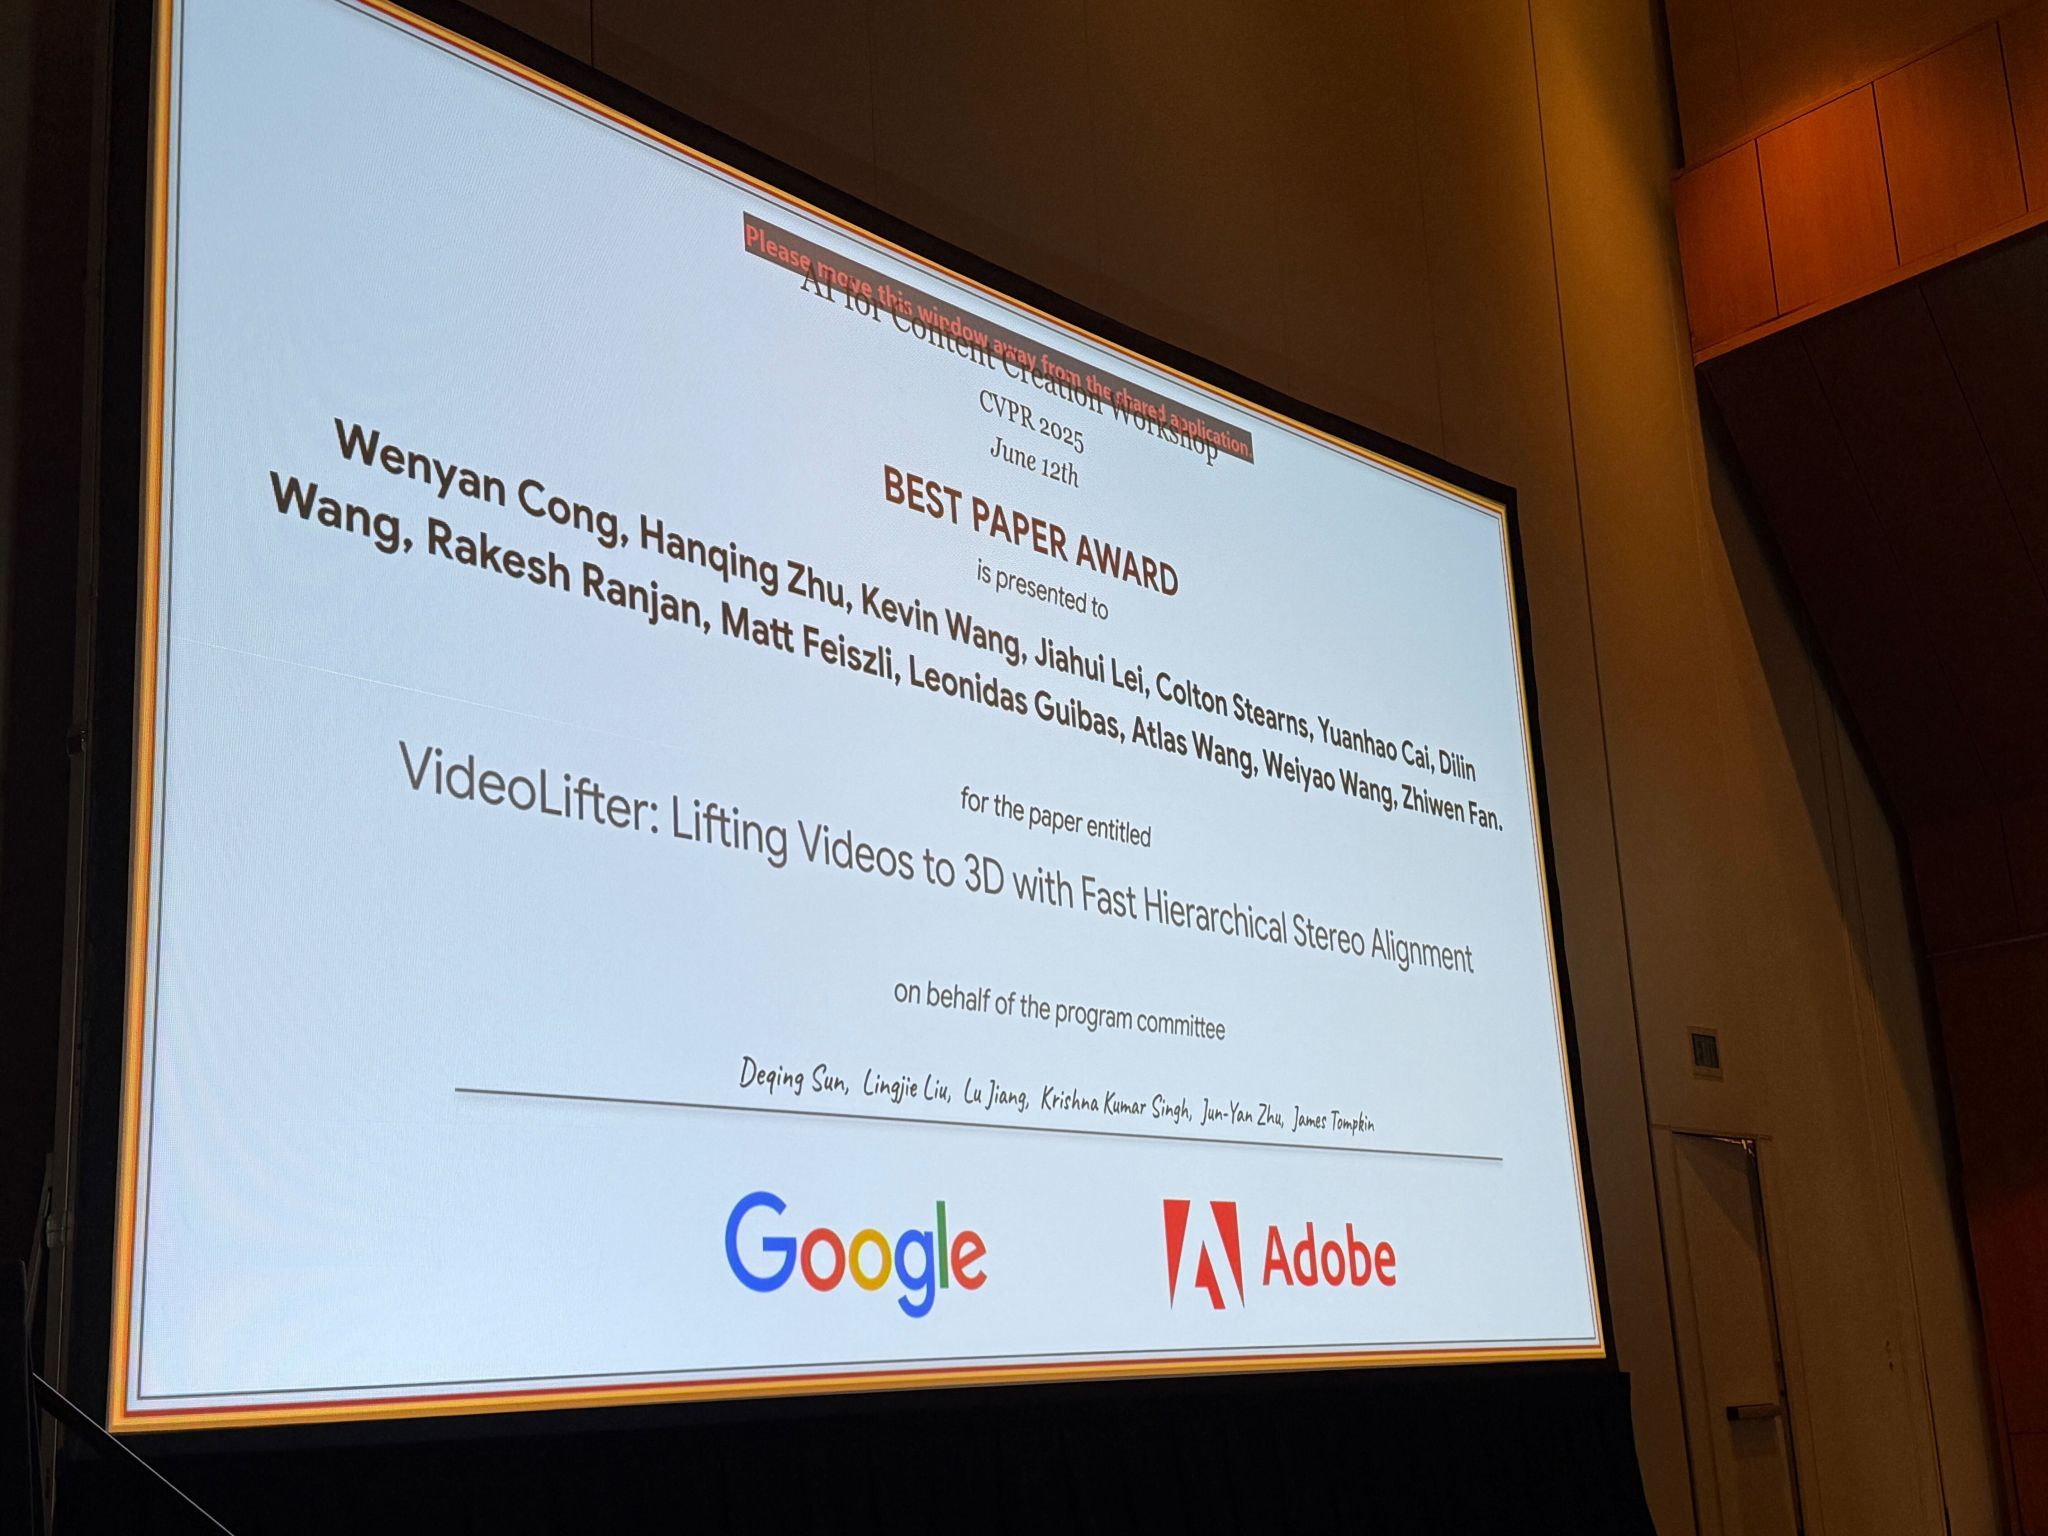 Please move this window away from the shared application.
AI for Content Creation Workshop
CVPR 2025
June 12th
BEST PAPER AWARD
is presented to
Wenyan Cong, Hanqing Zhu, Kevin Wang, Jiahui Lei, Colton Stearns, Yuanhao Cai, Dilin
Wang, Rakesh Ranjan, Matt Feiszli, Leonidas Guibas, Atlas Wang, Weiyao Wang, Zhiwen Fan.
for the paper entitled
VideoLifter: Lifting Videos to 3D with Fast Hierarchical Stereo Alignment
on behalf of the program committee
Deqing Sun, Lingjie Liu, Lu Jiang, Krishna Kumar Singh, Jun-Yan Zhu, James Tompkin
Google
Adobe